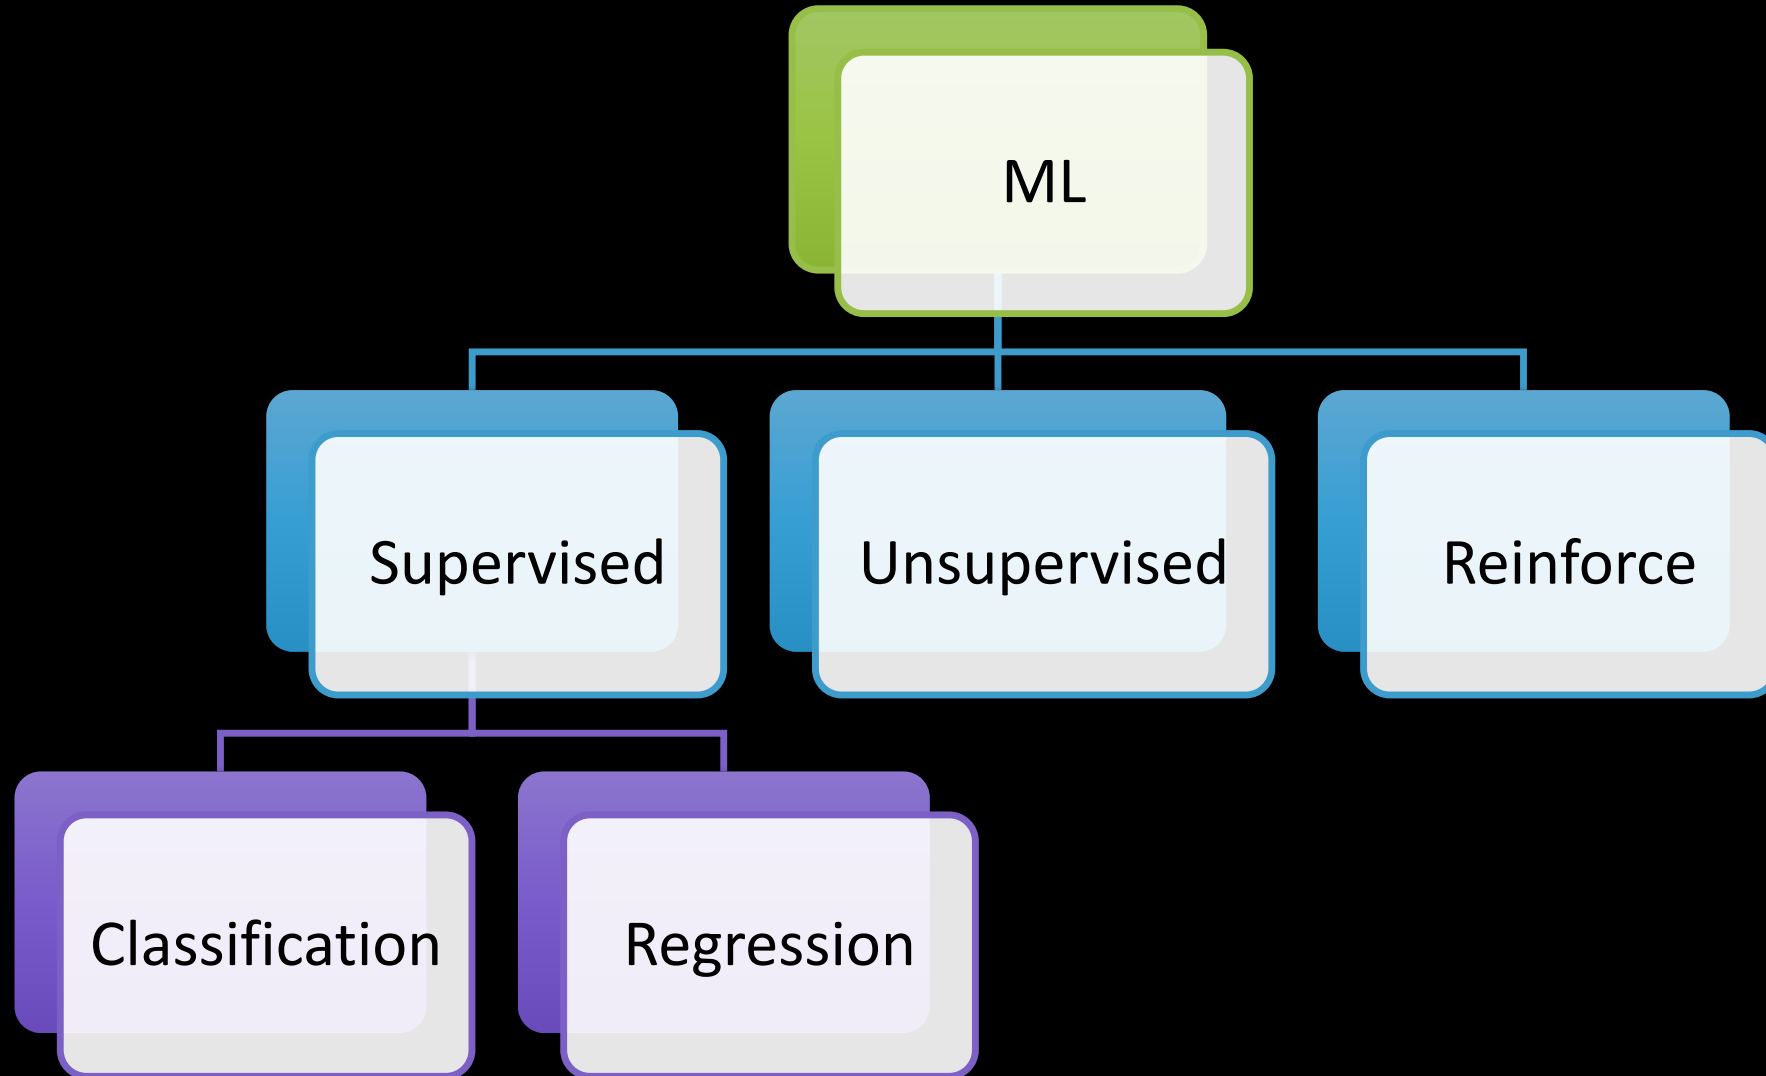 ML
Supervised
Unsupervised
Reinforce
Classification
Regression